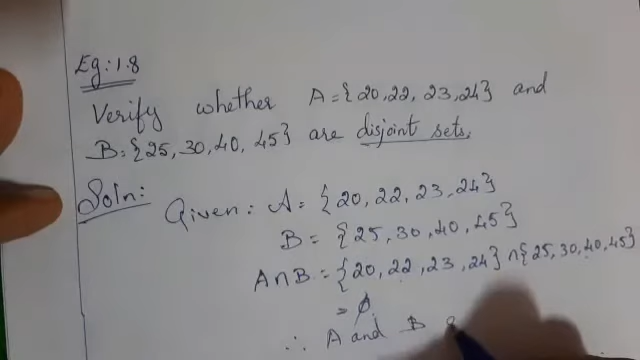 Eg: 1.8
Verify whether A={20,22, 23,24} and
B={25, 30, 40, 45} are disjoint sets.
Soln:
Given: A = {20, 22, 23, 24}
B = {25, 30, 40, 45}
A∩B = {20, 22, 23, 24} ∩ {25, 30, 40, 45}
= ∅.
∴ A and B